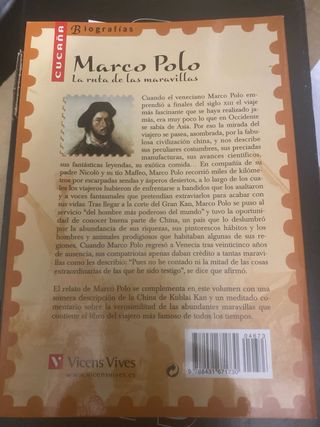 CUCAÑA
Biografías
Marco Polo
La ruta de las maravillas
Cuando el veneciano Marco Polo em-
prendió a finales del siglo XIII el viaje
más fascinante que se haya realizado ja-
más, era muy poco lo que en Occidente
se sabía de Asia. Por eso la mirada del
viajero se pasea, asombrada, por la fabu-
losa civilización china, y nos describe
sus peculiares costumbres, sus preciadas
manufacturas, sus avances científicos,
sus fantásticas leyendas, su exótica comida... En compañía de su
padre Nicoló y su tío Maffeo, Marco Polo recorrió miles de kilóme-
tros por escarpadas sendas y ásperos desiertos, a lo largo de los cua-
les los viajeros hubieron de enfrentarse a bandidos que los asaltaron
y a voces fantasmales que pretendían extraviarlos para acabar con
sus vidas. Tras llegar a la corte del Gran Kan, Marco Polo se puso al
servicio "del hombre más poderoso del mundo" y tuvo la oportuni-
dad de conocer buena parte de China, un país que lo deslumbró
por la abundancia de sus riquezas, sus pintorescos hábitos y los
hombres y animales prodigiosos que habitaban algunas de sus re-
giones. Cuando Marco Polo regresó a Venecia tras veinticinco años
de ausencia, sus compatriotas apenas daban crédito a tantas maravi-
llas como les describió: "Pues no he contado ni la mitad de las cosas
extraordinarias de las que he sido testigo", se dice que afirmó.
El relato de Marco Polo se complementa en este volumen con una
somera descripción de la China de Kublai Kan y un meditado co-
mentario sobre la verosimilitud de las abundantes maravillas que
contiene el libro del viajero más famoso de todos los tiempos.
Vicens Vives
www.vicensvives.es
04673
9 788431 671730